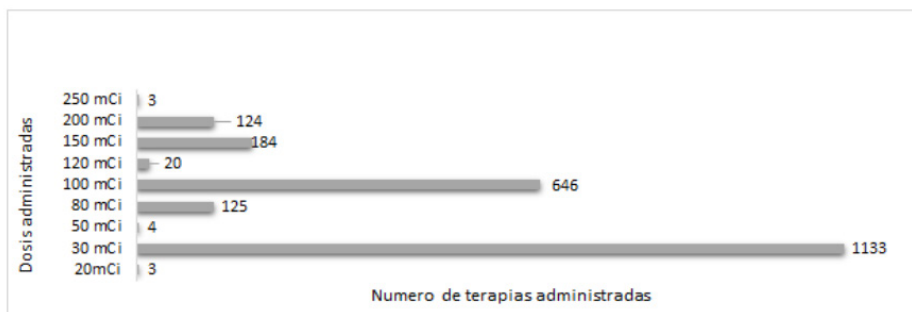 Dosis administradas
250 mCi 3
200 mCi 124
150 mCi 184
120 mCi 20
100 mCi 646
80 mCi 125
50 mCi 4
30 mCi 1133
20mCi 3
Numero de terapias administradas